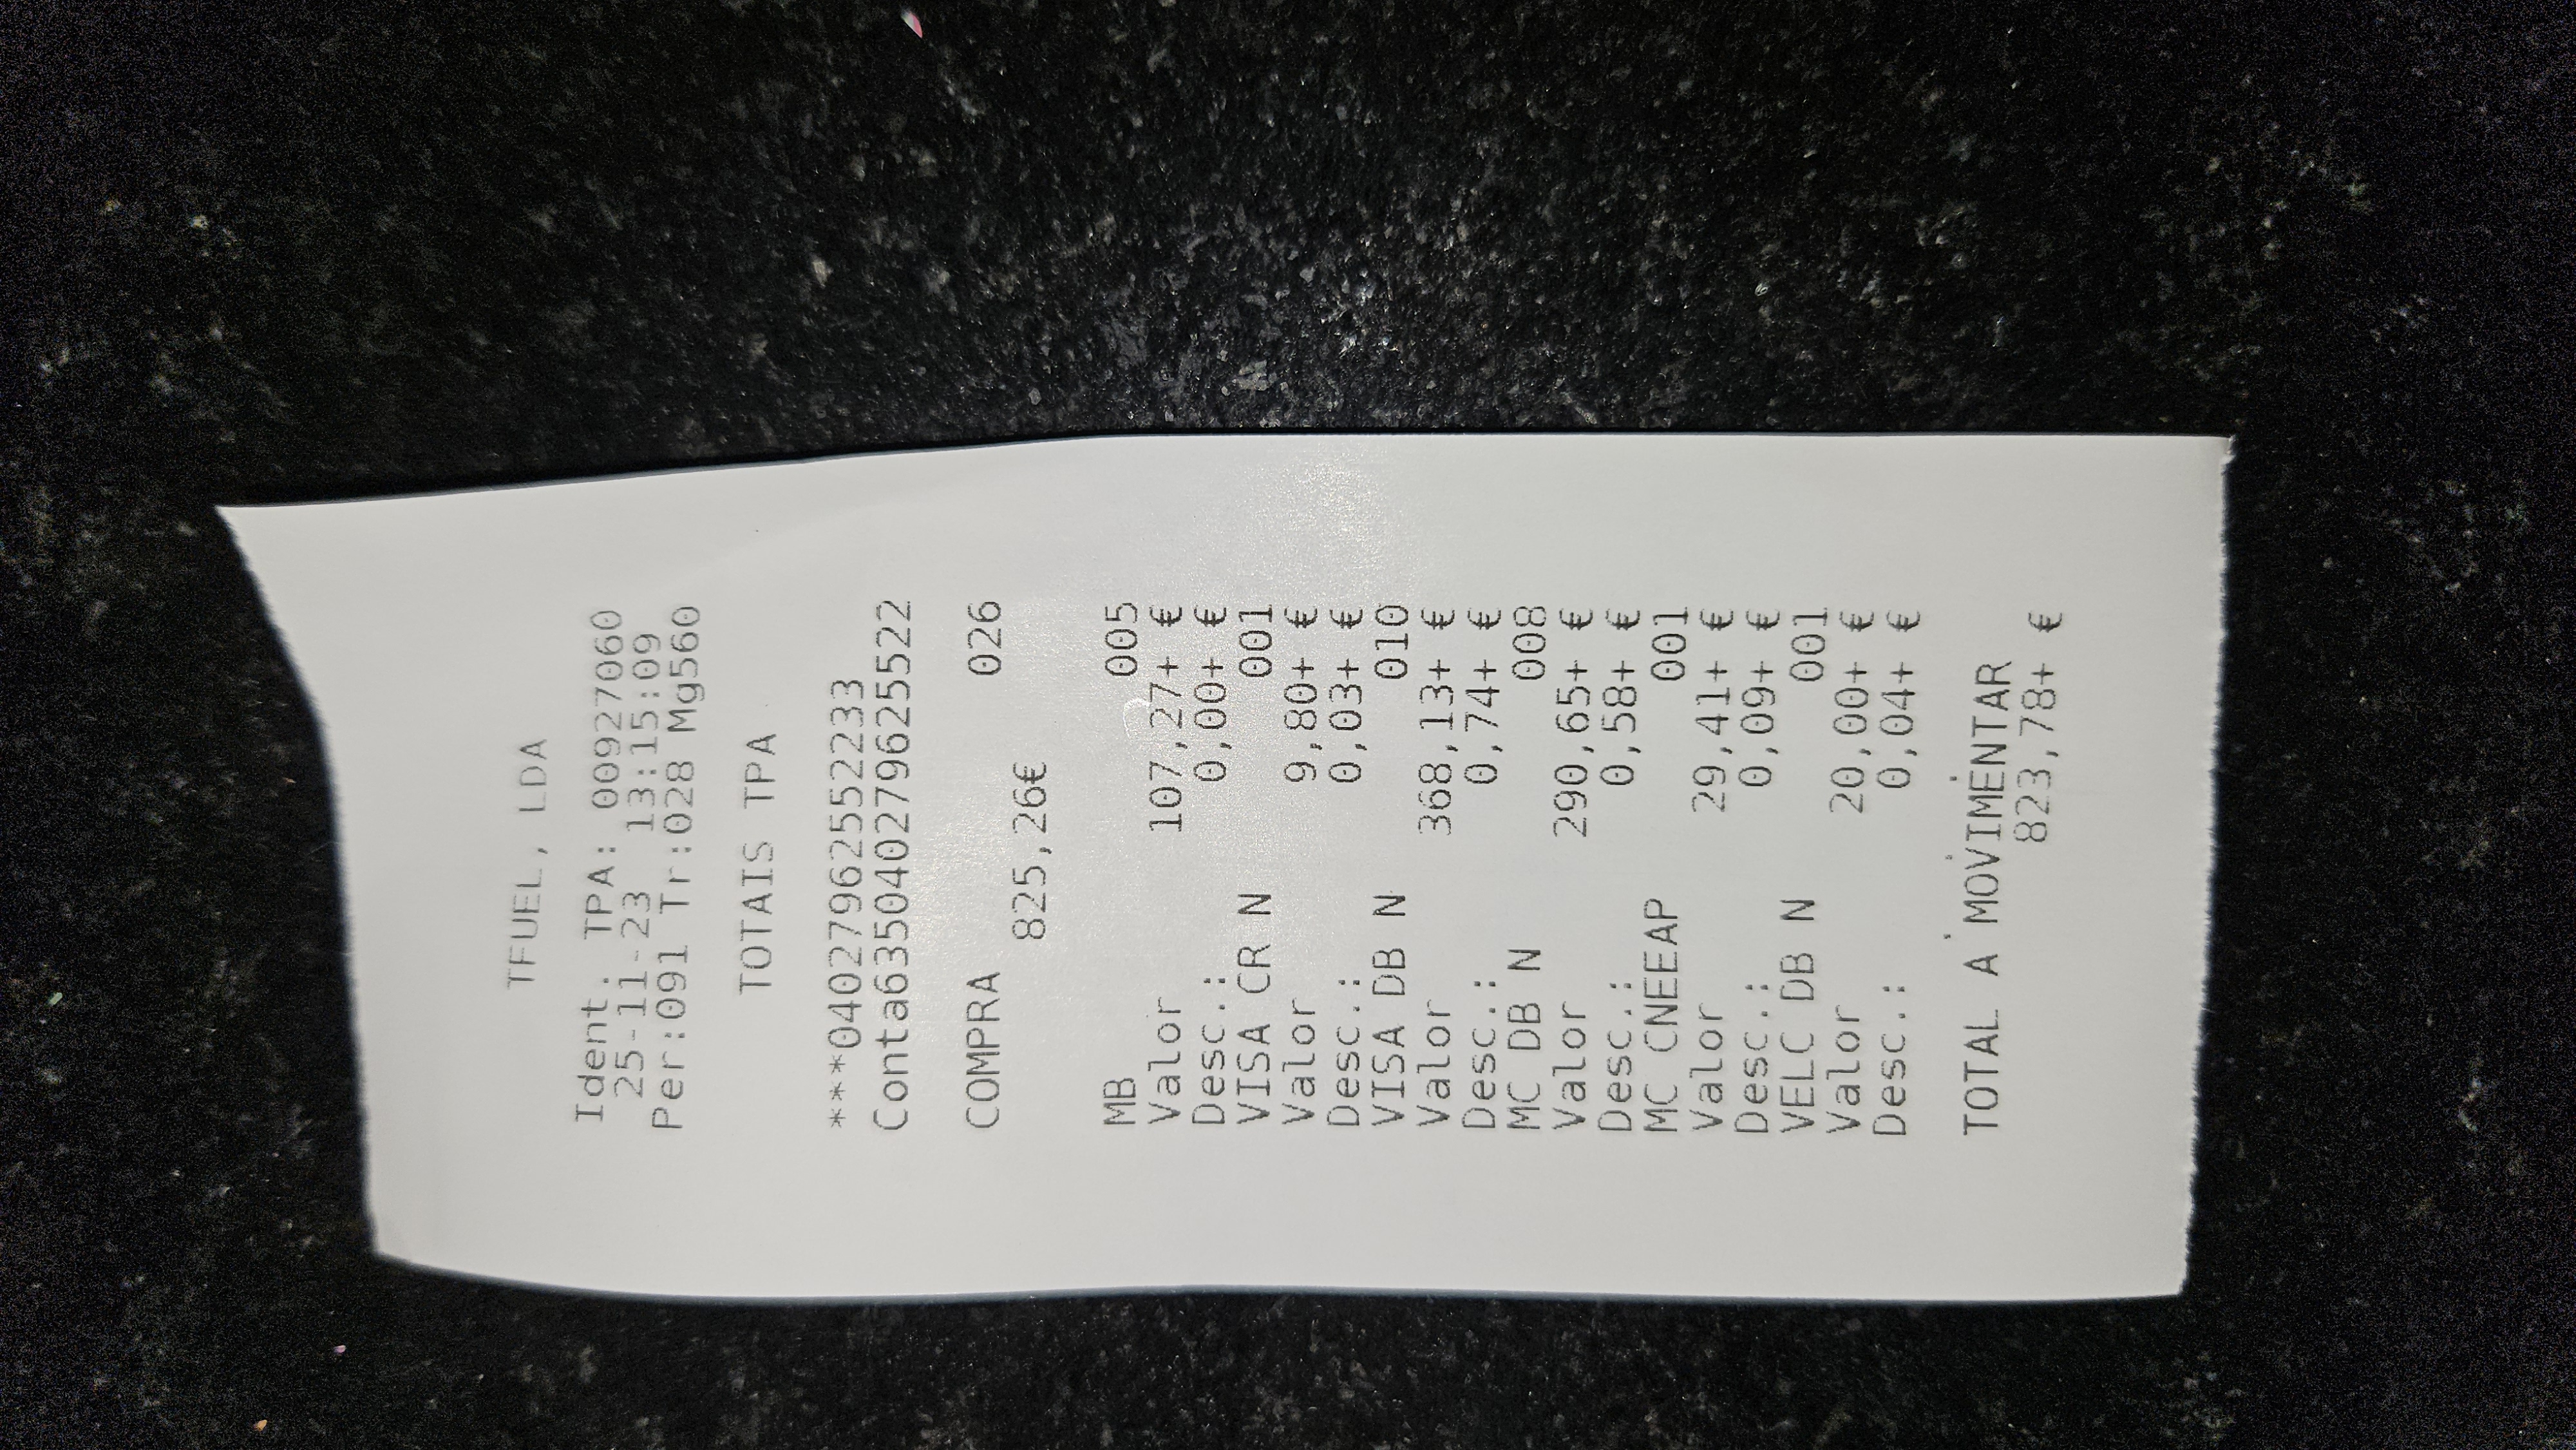 TFUEL, LDA
Ident. TPA: 00927060
25-11-23 13:15:09
Per:091 Tr:028 Mg560
TOTAIS TPA
***0402796255​2233
Conta6350402796255​22
COMPRA 026
825,26€
MB 005
Valor 107,27+ €
Desc.: 0,00+ €
VISA CR N 001
Valor 9,80+ €
Desc.: 0,03+ €
VISA DB N 010
Valor 368,13+ €
Desc.: 0,74+ €
MC DB N 008
Valor 290,65+ €
Desc.: 0,58+ €
MC CNEEAP 001
Valor 29,41+ €
Desc.: 0,09+ €
VELC DB N 001
Valor 20,00+ €
Desc.: 0,04+ €
TOTAL A MOVIMENTAR
823,78+ €